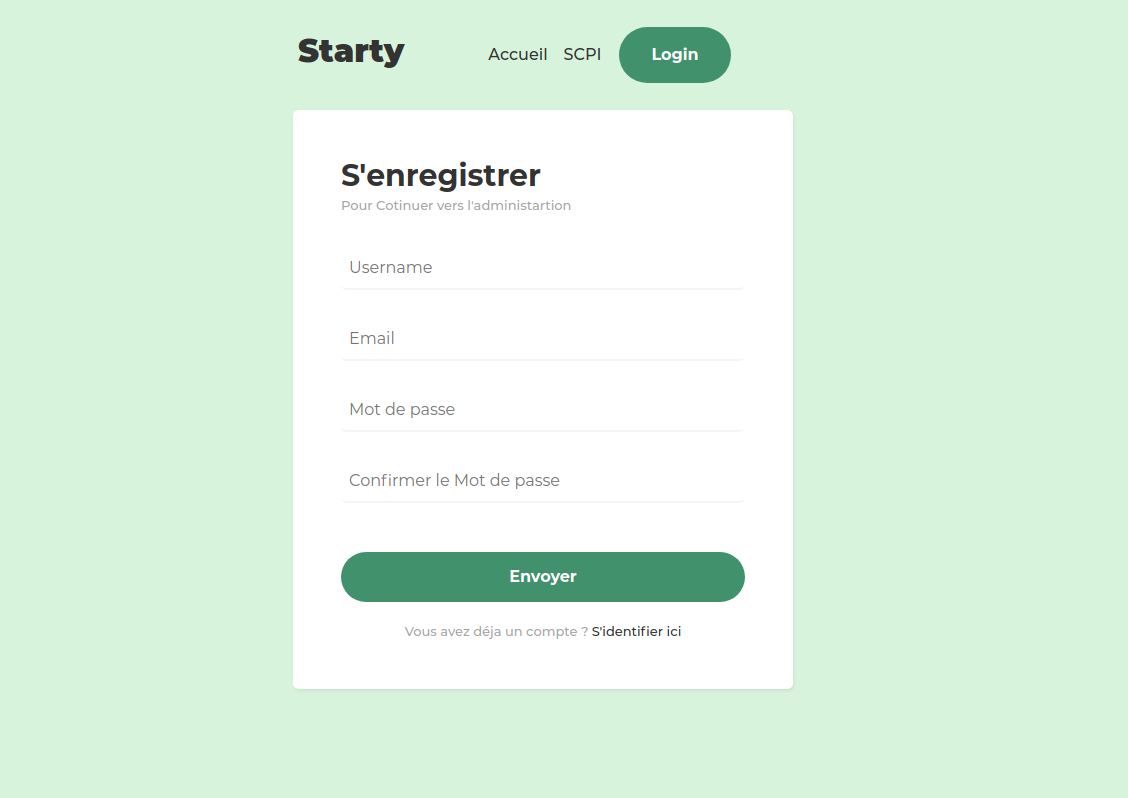 Starty
Accueil SCPI Login
S'enregistrer
Pour Cotinuer vers l'administartion
Username
Email
Mot de passe
Confirmer le Mot de passe
Envoyer
Vous avez déja un compte ? S'identifier ici